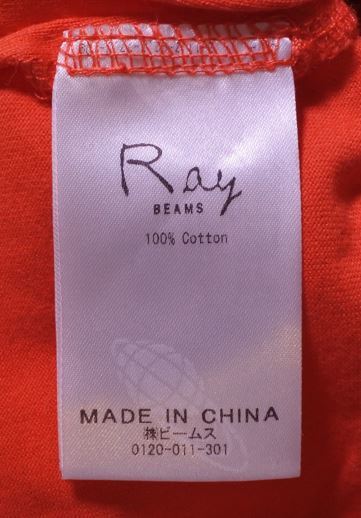 Ray
BEAMS
100% Cotton
MADE IN CHINA
㈱ビームス
0120-011-301